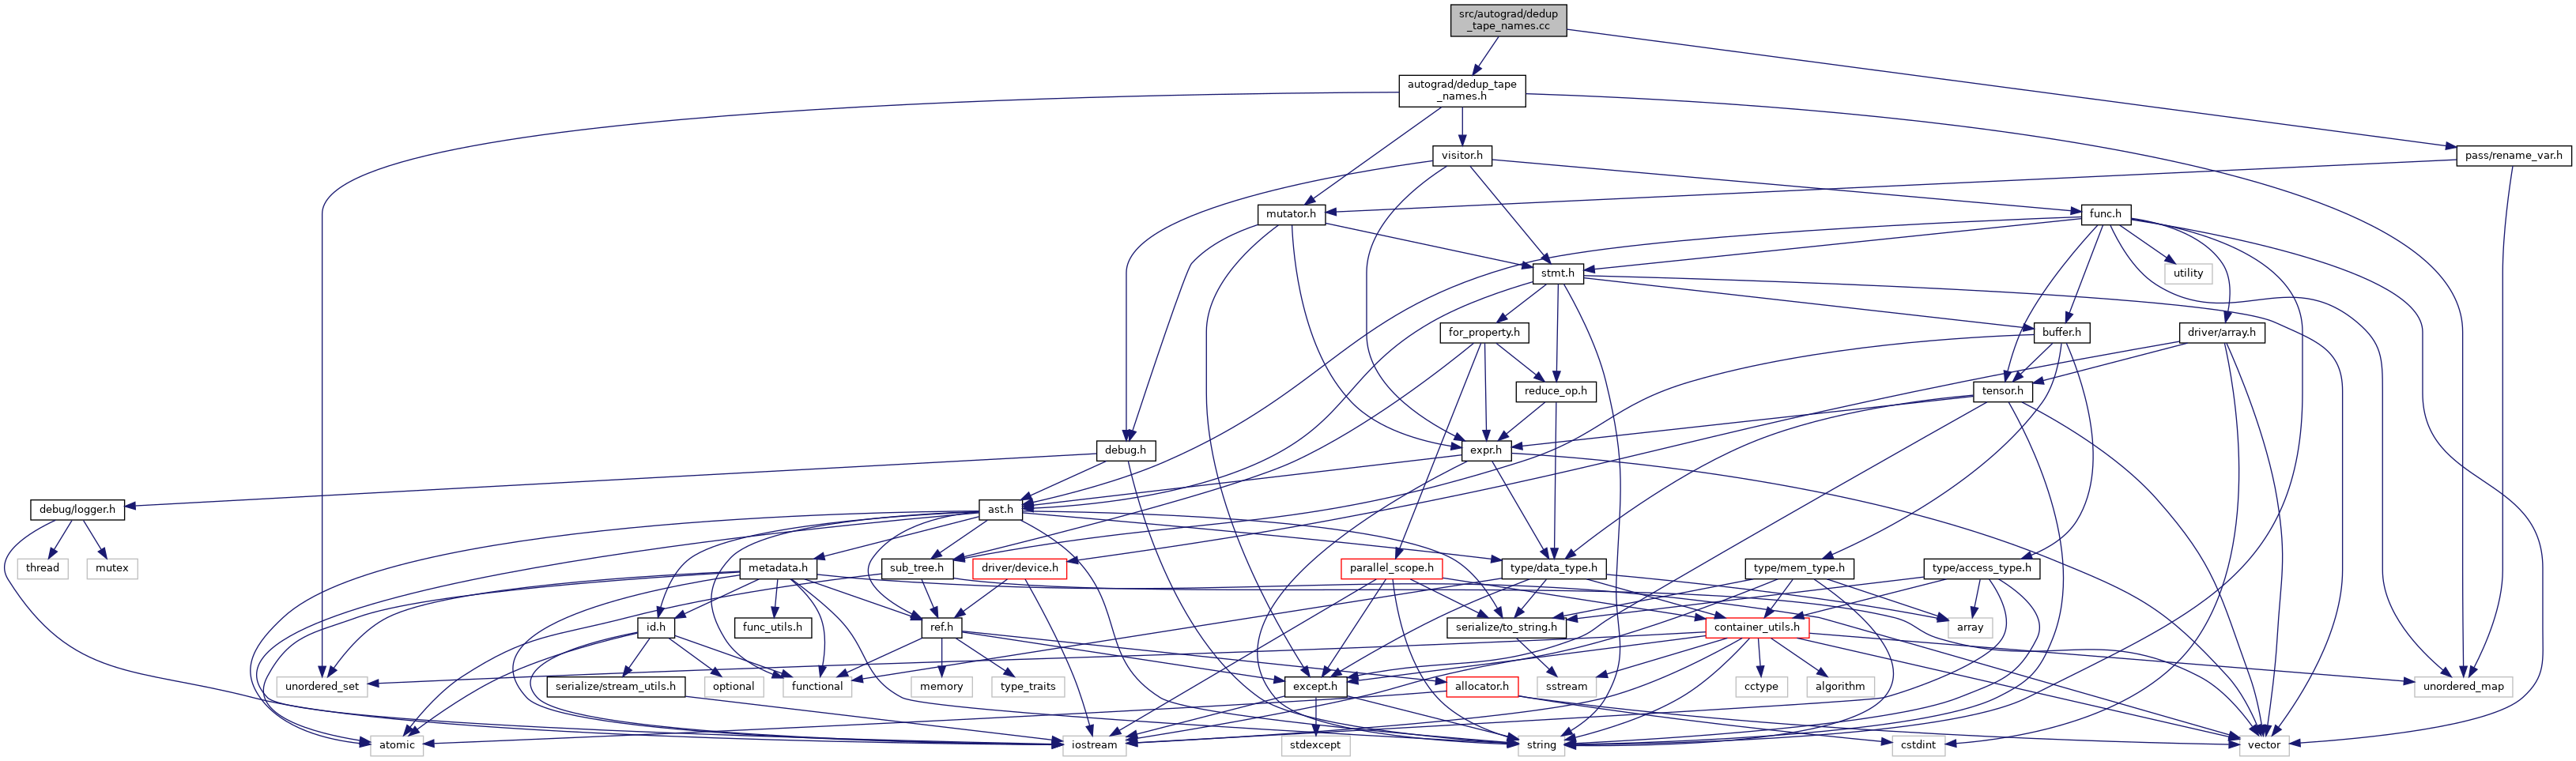 src/autograd/dedup
_tape_names.cc
autograd/dedup_tape
_names.h
visitor.h
pass/rename_var.h
mutator.h
func.h
stmt.h
utility
for_property.h
buffer.h
driver/array.h
reduce_op.h
tensor.h
debug.h
expr.h
debug/logger.h
ast.h
thread
mutex
metadata.h
sub_tree.h
driver/device.h
parallel_scope.h
type/data_type.h
type/mem_type.h
type/access_type.h
id.h
func_utils.h
ref.h
serialize/to_string.h
container_utils.h
array
unordered_set
serialize/stream_utils.h
optional
functional
memory
type_traits
except.h
allocator.h
sstream
cctype
algorithm
unordered_map
atomic
iostream
stdexcept
string
cstdint
vector